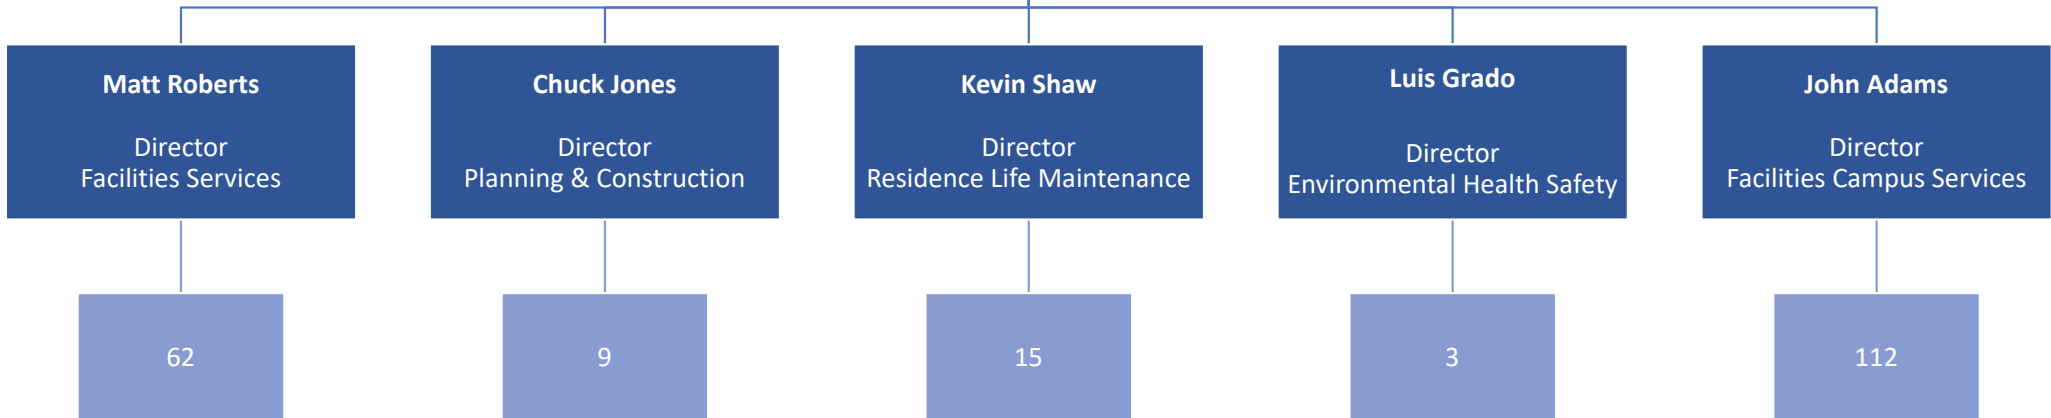 Matt Roberts
Director
Facilities Services
62
Chuck Jones
Director
Planning & Construction
9
Kevin Shaw
Director
Residence Life Maintenance
15
Luis Grado
Director
Environmental Health Safety
3
John Adams
Director
Facilities Campus Services
112